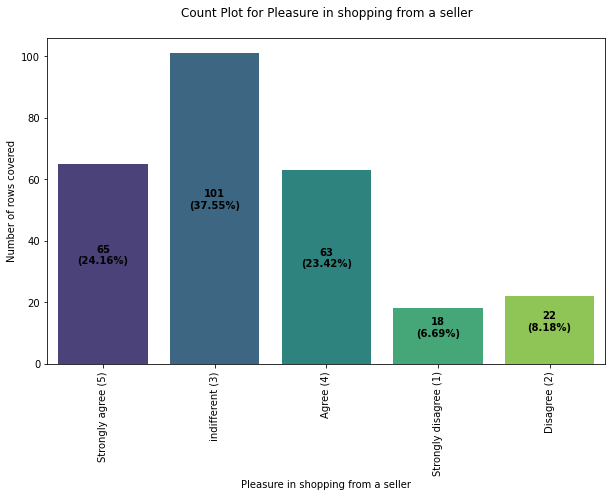 Count Plot for Pleasure in shopping from a seller
Number of rows covered
100
80
60
40
20
0
65
(24.16%)
101
(37.55%)
63
(23.42%)
18
(6.69%)
22
(8.18%)
Strongly agree (5)
indifferent (3)
Agree (4)
Strongly disagree (1)
Disagree (2)
Pleasure in shopping from a seller